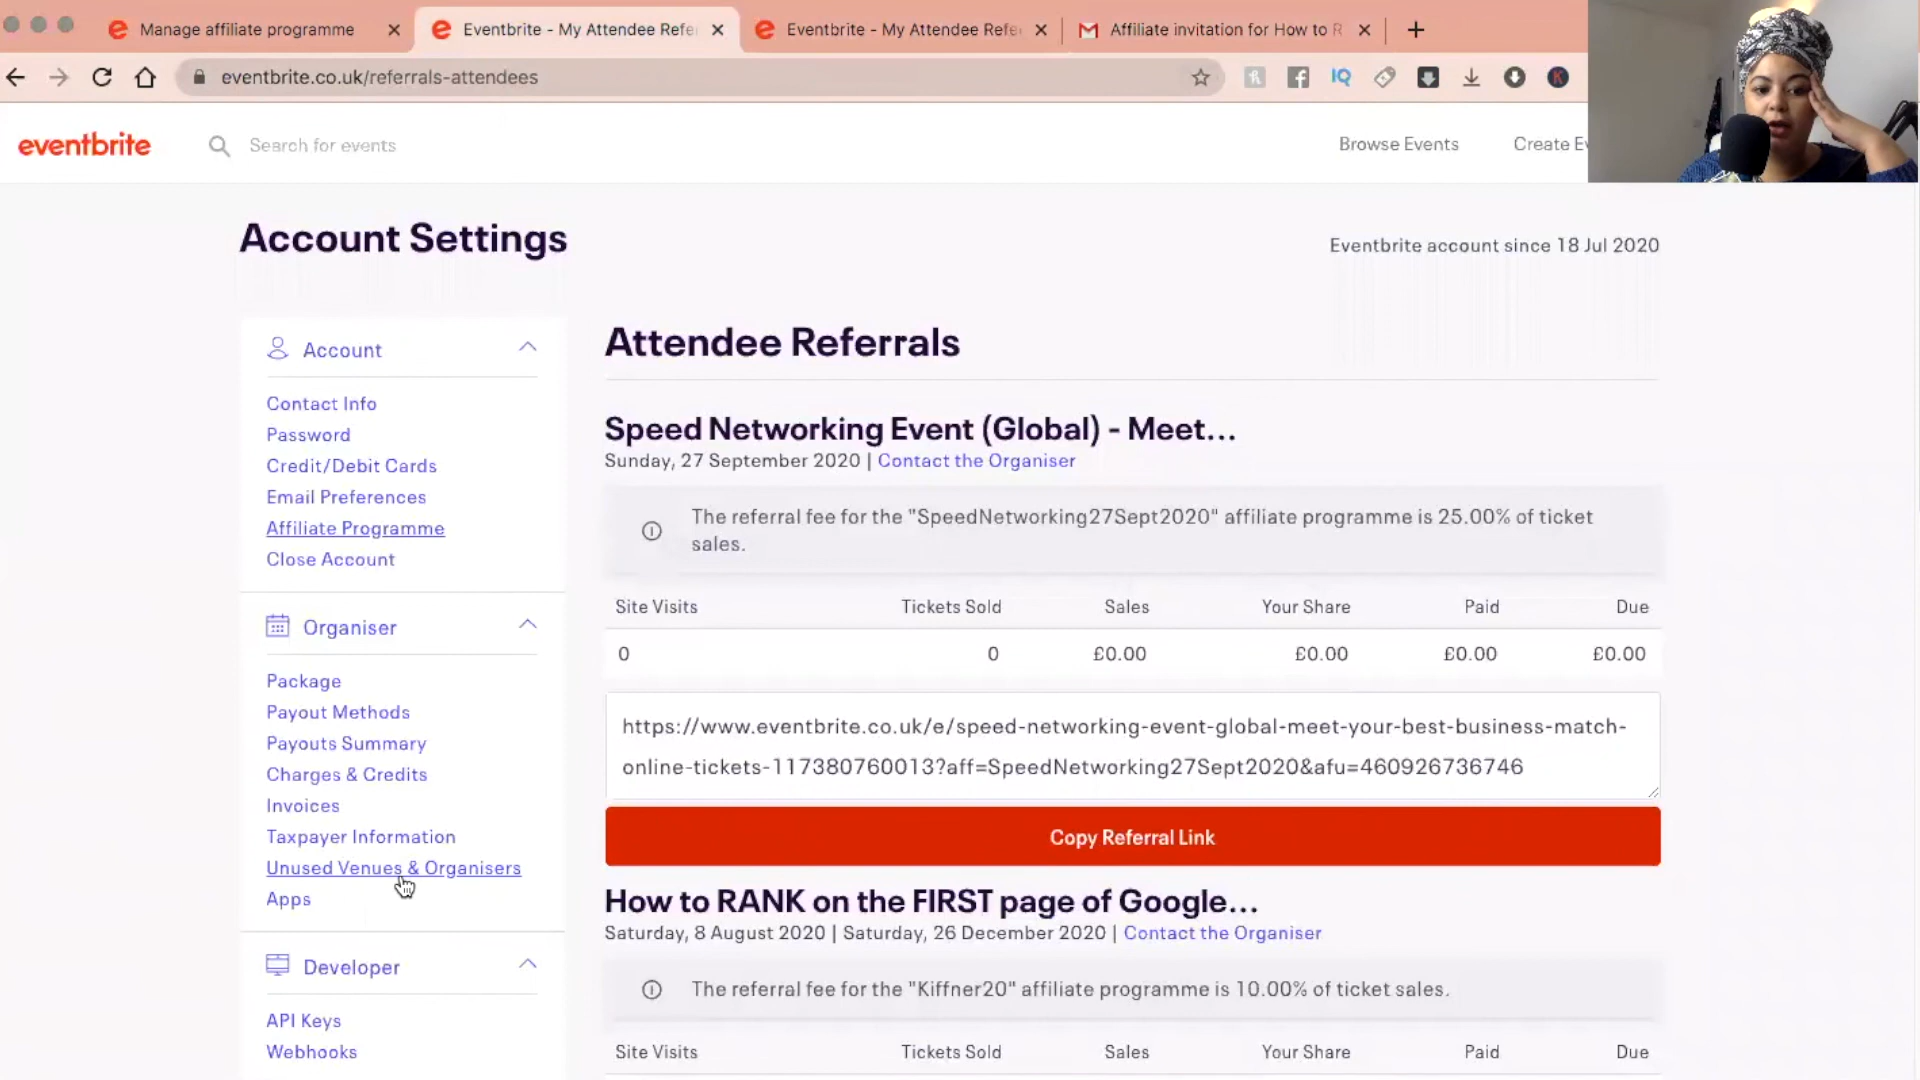 Manage affiliate programme
Eventbrite - My Attendee Refe
Eventbrite - My Attendee Refe
Affiliate invitation for How to R
eventbrite.co.uk/referrals-attendees
IQ
K
eventbrite
Search for events
Browse Events
Create Ev
Account Settings
Eventbrite account since 18 Jul 2020
Account
Contact Info
Password
Credit/Debit Cards
Email Preferences
Affiliate Programme
Close Account
Organiser
Package
Payout Methods
Payouts Summary
Charges & Credits
Invoices
Taxpayer Information
Unused Venues & Organisers
Apps
Developer
API Keys
Webhooks
Attendee Referrals
Speed Networking Event (Global) - Meet...
Sunday, 27 September 2020 | Contact the Organiser
The referral fee for the "SpeedNetworking27Sept2020" affiliate programme is 25.00% of ticket
sales.
Site Visits Tickets Sold Sales Your Share Paid Due
0 0 £0.00 £0.00 £0.00 £0.00
https://www.eventbrite.co.uk/e/speed-networking-event-global-meet-your-best-business-match-
online-tickets-117380760013?aff=SpeedNetworking27Sept2020&afu=460926736746
Copy Referral Link
How to RANK on the FIRST page of Google...
Saturday, 8 August 2020 | Saturday, 26 December 2020 | Contact the Organiser
The referral fee for the "Kiffner20" affiliate programme is 10.00% of ticket sales.
Site Visits Tickets Sold Sales Your Share Paid Due